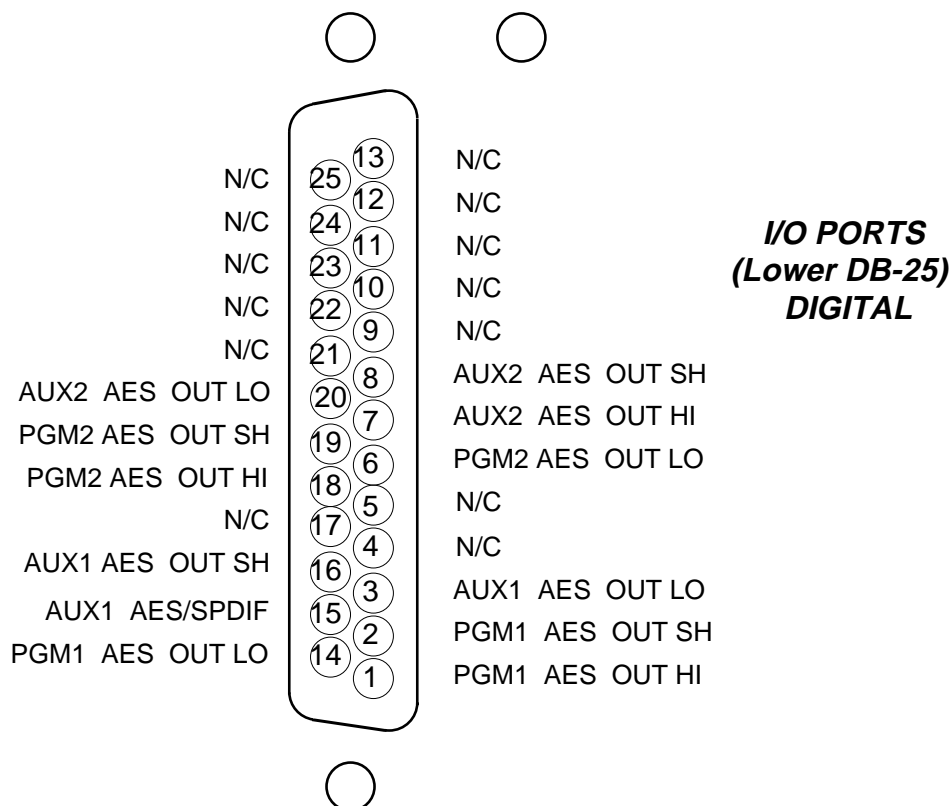 N/C
N/C
N/C
N/C
N/C
AUX2 AES OUT LO
PGM2 AES OUT SH
PGM2 AES OUT HI
N/C
AUX1 AES OUT SH
AUX1 AES/SPDIF
PGM1 AES OUT LO
25
24
23
22
21
20
19
18
17
16
15
14
13
12
11
10
9
8
7
6
5
4
3
2
1
N/C
N/C
N/C
N/C
N/C
AUX2 AES OUT SH
AUX2 AES OUT HI
PGM2 AES OUT LO
N/C
N/C
AUX1 AES OUT LO
PGM1 AES OUT SH
PGM1 AES OUT HI
I/O PORTS
(Lower DB-25)
DIGITAL